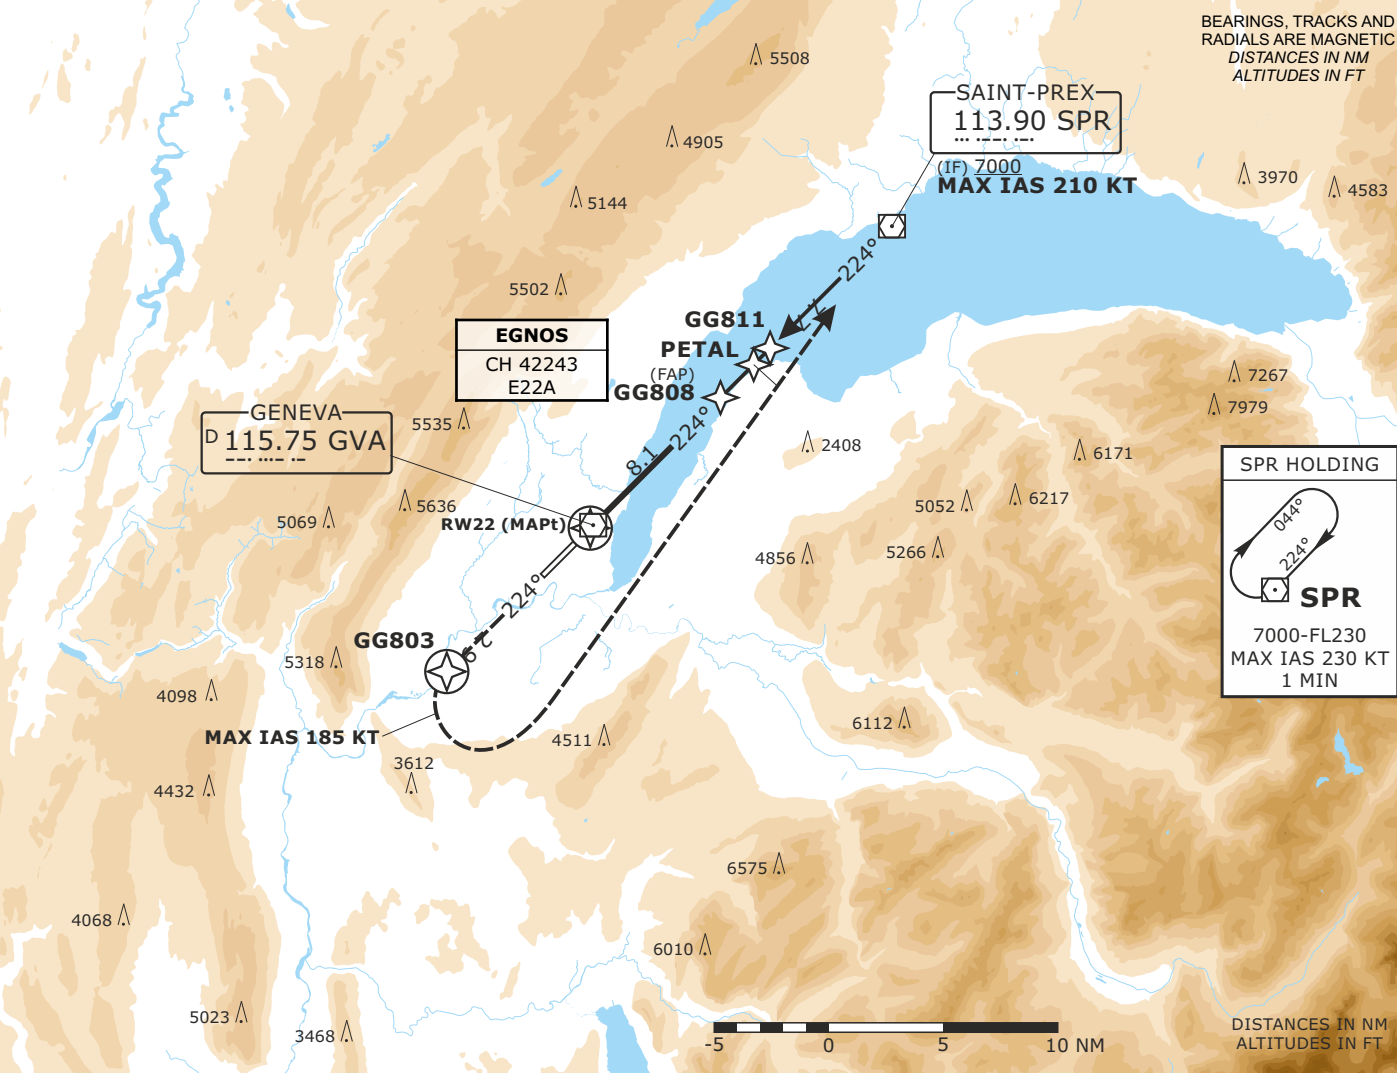 BEARINGS, TRACKS AND
RADIALS ARE MAGNETIC
DISTANCES IN NM
ALTITUDES IN FT
5508
SAINT-PREX
113.90 SPR
4905
(IF) 7000
MAX IAS 210 KT
3970
4583
5144
224°
5502
7.7
GG811
EGNOS
CH 42243
E22A
PETAL
(FAP)
GG808
7267
7979
GENEVA
D 115.75 GVA
5535
224°
8.1
2408
6171
SPR HOLDING
044°
224°
SPR
7000-FL230
MAX IAS 230 KT
1 MIN
5636
5069
RW22 (MAPt)
5052
6217
4856
5266
224°
2.9
GG803
5318
4098
MAX IAS 185 KT
6112
4511
3612
4432
6575
4068
6010
5023
3468
-5
0
5
10 NM
DISTANCES IN NM
ALTITUDES IN FT